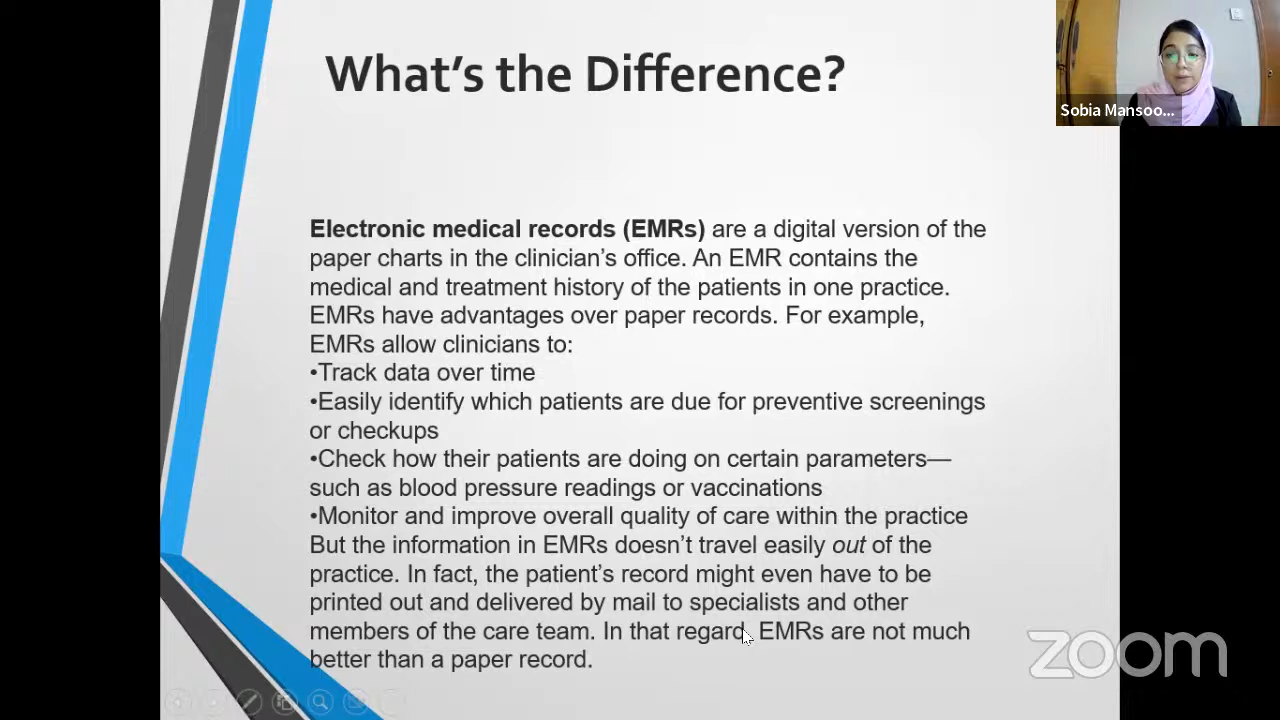 What's the Difference?
Sobia Mansoo...
Electronic medical records (EMRs) are a digital version of the
paper charts in the clinician's office. An EMR contains the
medical and treatment history of the patients in one practice.
EMRs have advantages over paper records. For example,
EMRs allow clinicians to:
•Track data over time
•Easily identify which patients are due for preventive screenings
or checkups
•Check how their patients are doing on certain parameters—
such as blood pressure readings or vaccinations
•Monitor and improve overall quality of care within the practice
But the information in EMRs doesn't travel easily out of the
practice. In fact, the patient's record might even have to be
printed out and delivered by mail to specialists and other
members of the care team. In that regard, EMRs are not much
better than a paper record.
zoom